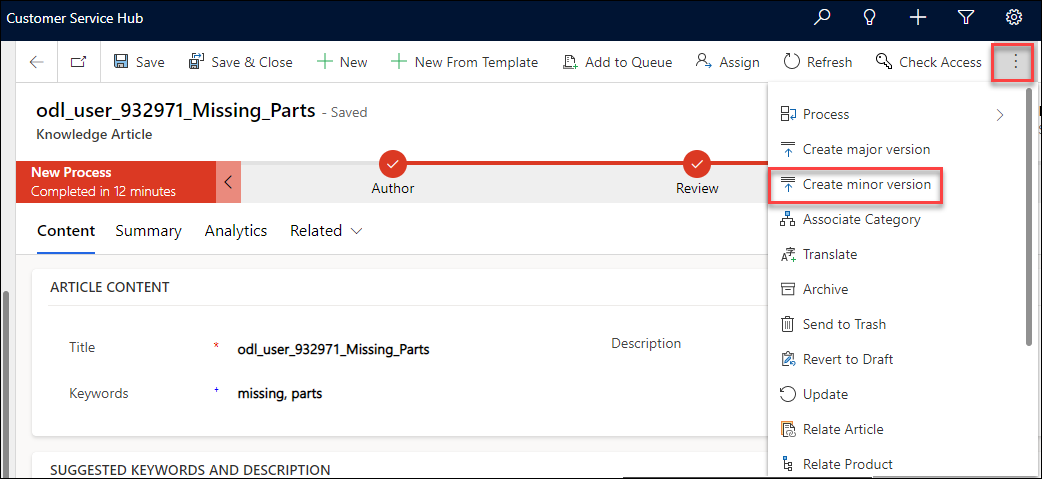 Customer Service Hub
Save
Save & Close
New
New From Template
Add to Queue
Assign
Refresh
Check Access
odl_user_932971_Missing_Parts - Saved
Knowledge Article
New Process
Completed in 12 minutes
Author
Review
Content
Summary
Analytics
Related
ARTICLE CONTENT
Title * odl_user_932971_Missing_Parts
Description
Keywords + missing, parts
SUGGESTED KEYWORDS AND DESCRIPTION
Process
Create major version
Create minor version
Associate Category
Translate
Archive
Send to Trash
Revert to Draft
Update
Relate Article
Relate Product